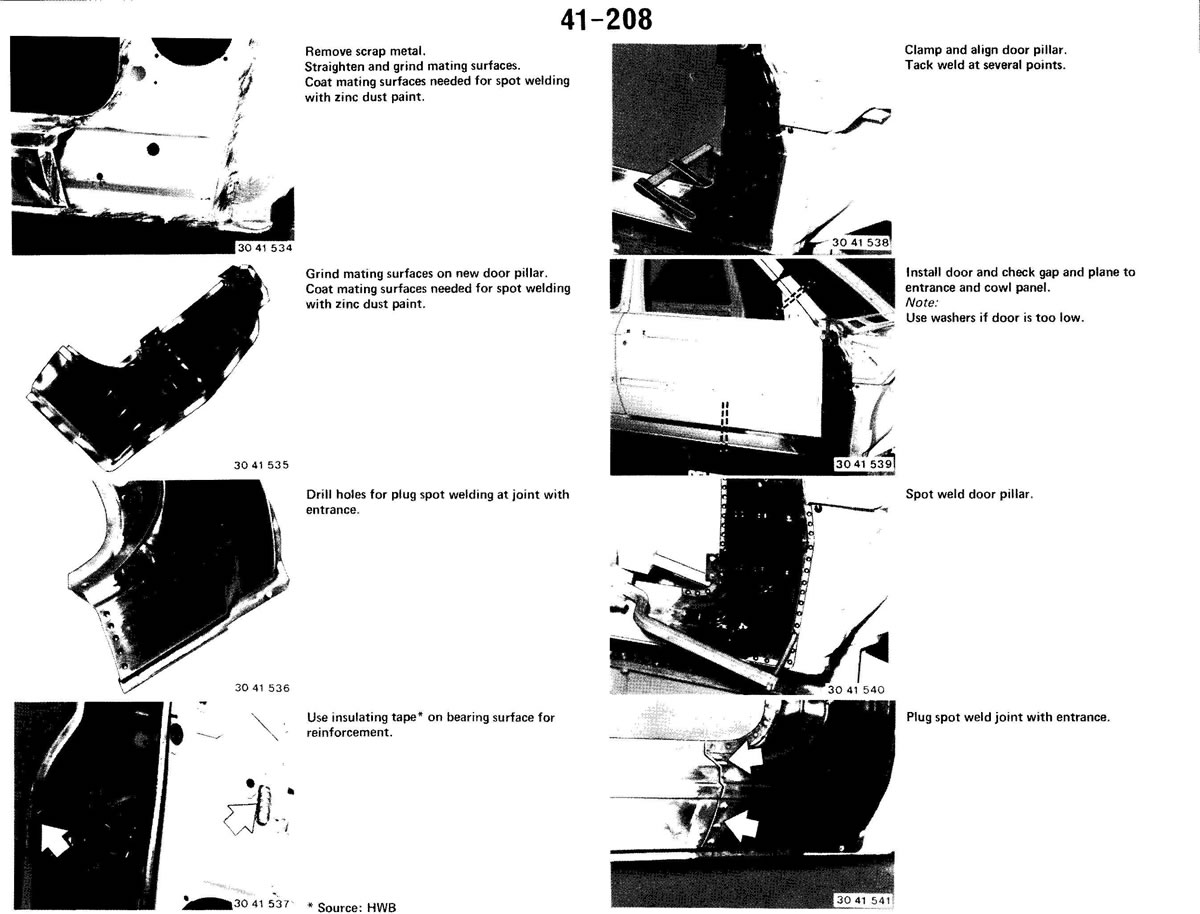 41-208
Remove scrap metal.
Straighten and grind mating surfaces.
Coat mating surfaces needed for spot welding
with zinc dust paint.
30 41 534
Grind mating surfaces on new door pillar.
Coat mating surfaces needed for spot welding
with zinc dust paint.
30 41 535
Drill holes for plug spot welding at joint with
entrance.
30 41 536
Use insulating tape* on bearing surface for
reinforcement.
30 41 537
* Source: HWB
Clamp and align door pillar.
Tack weld at several points.
30 41 538
Install door and check gap and plane to
entrance and cowl panel.
Note:
Use washers if door is too low.
30 41 539
Spot weld door pillar.
30 41 540
Plug spot weld joint with entrance.
30 41 541